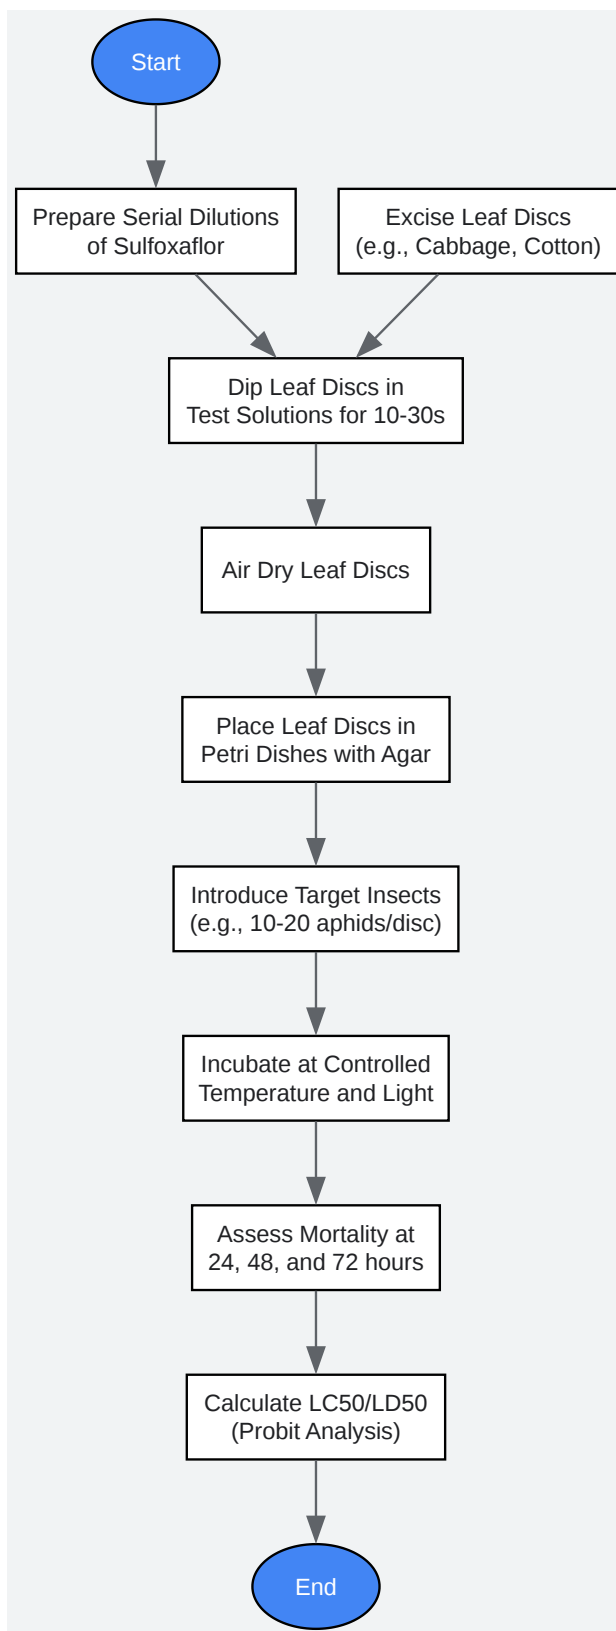 Start
Prepare Serial Dilutions
of Sulfoxaflor
Excise Leaf Discs
(e.g., Cabbage, Cotton)
Dip Leaf Discs in
Test Solutions for 10-30s
Air Dry Leaf Discs
Place Leaf Discs in
Petri Dishes with Agar
Introduce Target Insects
(e.g., 10-20 aphids/disc)
Incubate at Controlled
Temperature and Light
Assess Mortality at
24, 48, and 72 hours
Calculate LC50/LD50
(Probit Analysis)
End